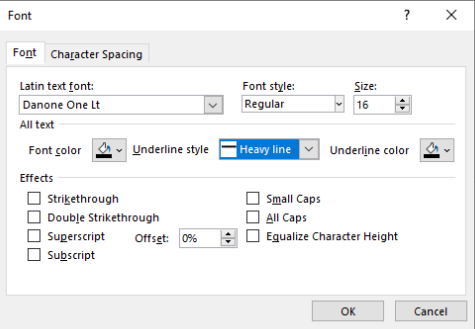 Font ?
Font Character Spacing
Latin text font: Font style: Size:
Danone One Lt Regular 16
All text
Font color Underline style Heavy line Underline color
Effects
Strikethrough Small Caps
Double Strikethrough All Caps
Superscript Offset: 0% Equalize Character Height
Subscript
OK Cancel